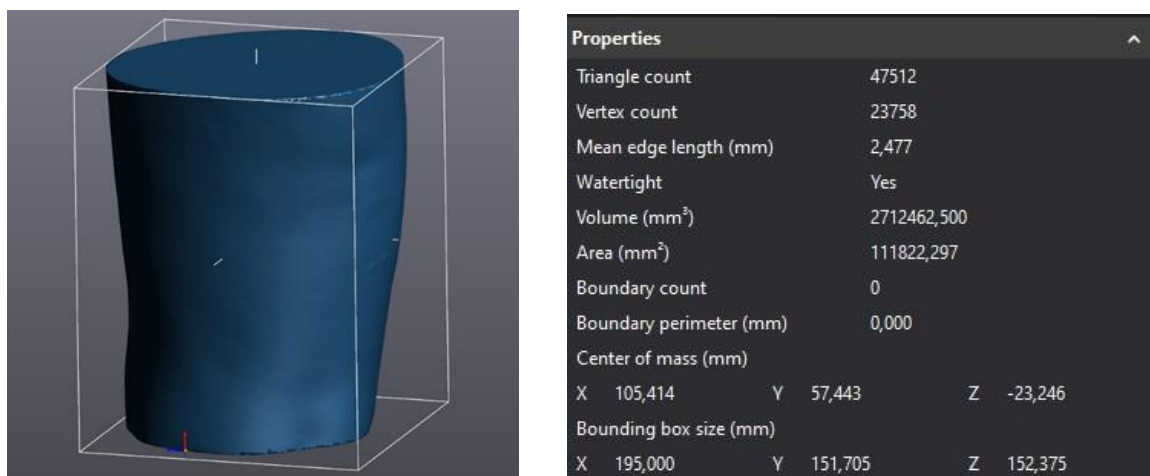 Properties
Triangle count 47512
Vertex count 23758
Mean edge length (mm) 2,477
Watertight Yes
Volume (mm³) 2712462,500
Area (mm²) 111822,297
Boundary count 0
Boundary perimeter (mm) 0,000
Center of mass (mm)
X 105,414 Y 57,443 Z -23,246
Bounding box size (mm)
X 195,000 Y 151,705 Z 152,375